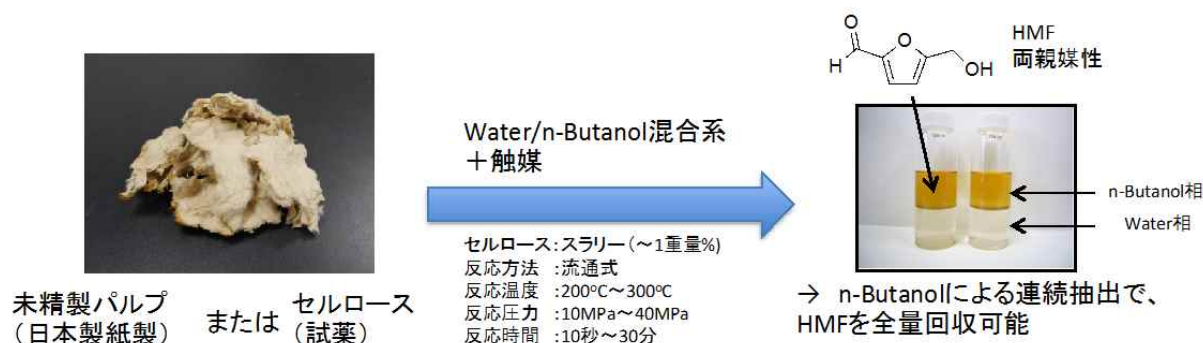 未精製パルプ
（日本製紙製）
または
セルロース
（試薬）
Water/n-Butanol混合系
＋触媒
セルロース：スラリー（～1重量%）
反応方法 ：流通式
反応温度 ：200℃～300℃
反応圧力 ：10MPa～40MPa
反応時間 ：10秒～30分
O
H
O
OH
HMF
両親媒性
n-Butanol相
Water相
→ n-Butanolによる連続抽出で、
HMFを全量回収可能